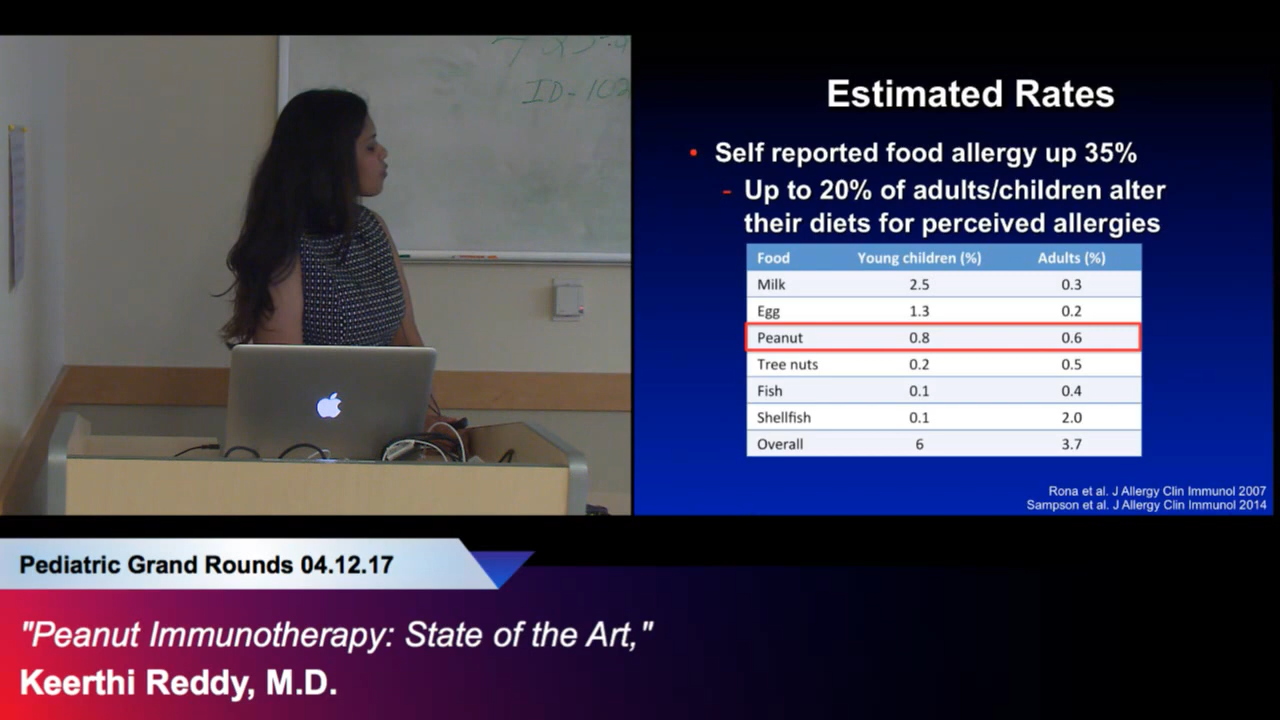 ID-102
Estimated Rates
• Self reported food allergy up 35%
- Up to 20% of adults/children alter
their diets for perceived allergies
Food Young children (%) Adults (%)
Milk 2.5 0.3
Egg 1.3 0.2
Peanut 0.8 0.6
Tree nuts 0.2 0.5
Fish 0.1 0.4
Shellfish 0.1 2.0
Overall 6 3.7
Rona et al. J Allergy Clin Immunol 2007
Sampson et al. J Allergy Clin Immunol 2014
Pediatric Grand Rounds 04.12.17
"Peanut Immunotherapy: State of the Art,"
Keerthi Reddy, M.D.